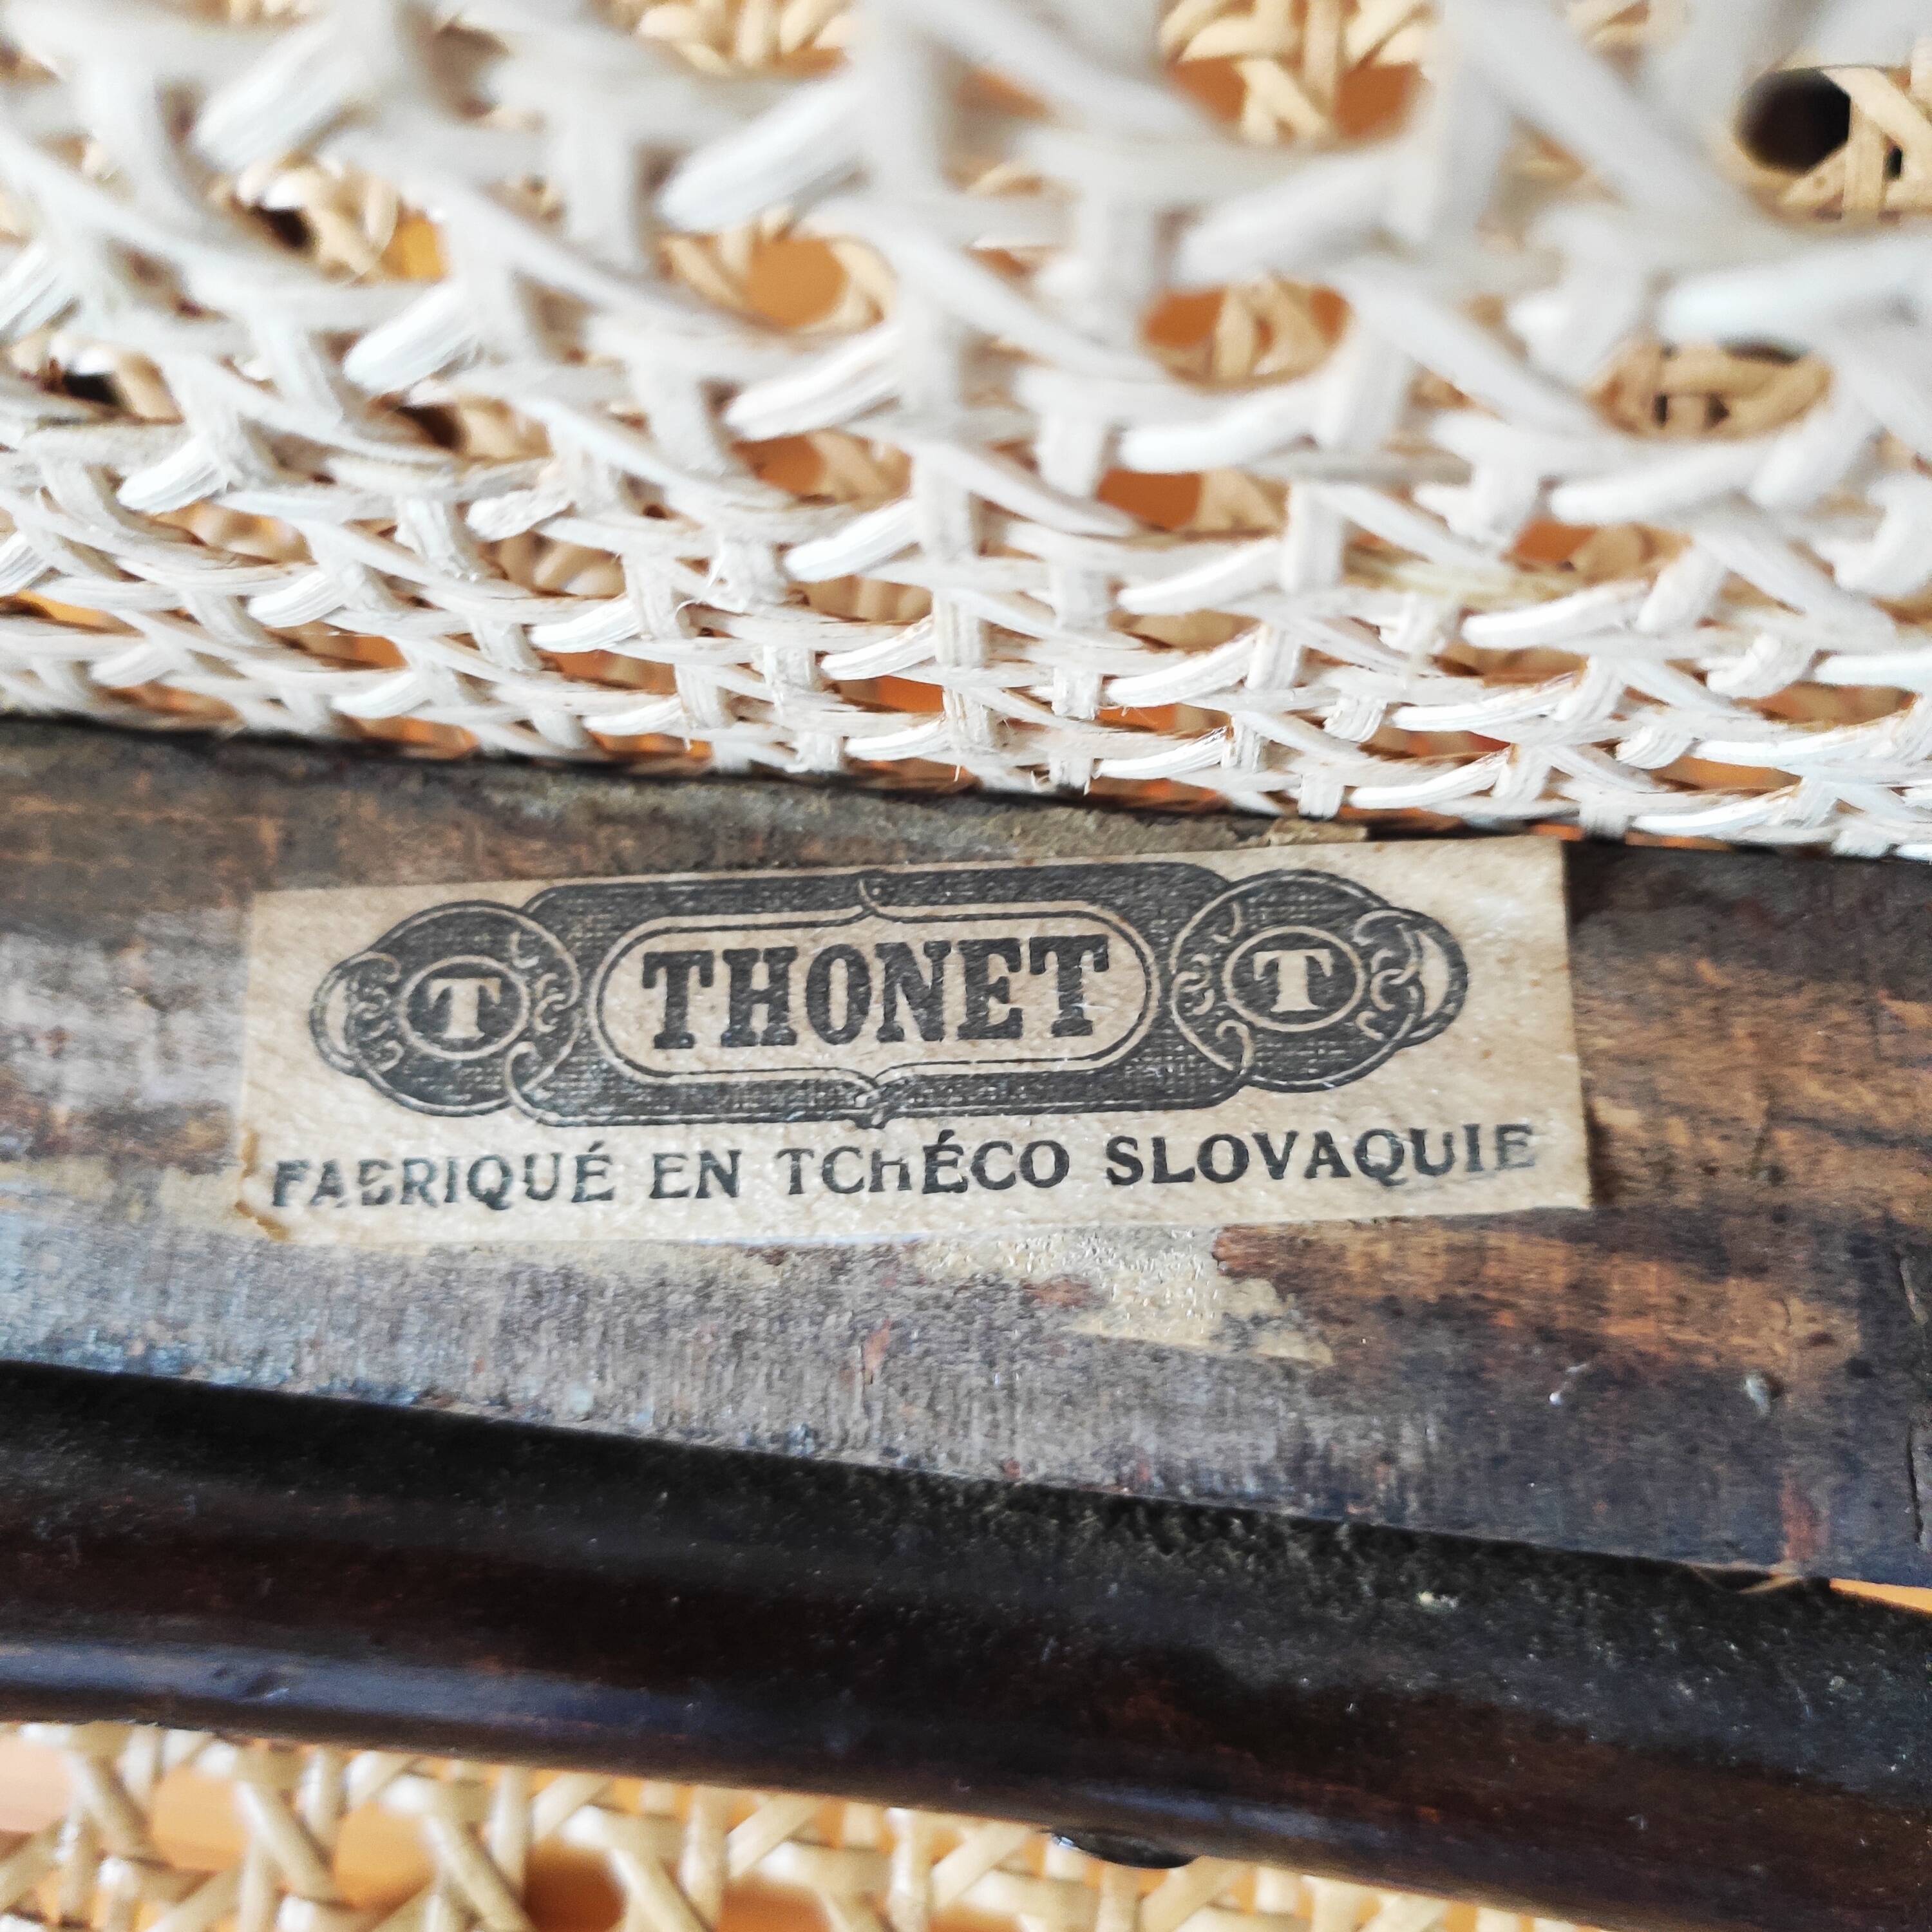 T THONET T
FABRIQUÉ EN TCHÉCO SLOVAQUIE